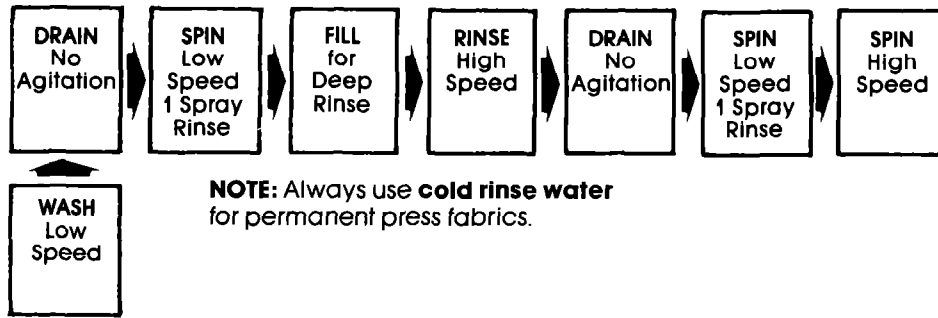 DRAIN
No
Agitation
SPIN
Low
Speed
1 Spray
Rinse
FILL
for
Deep
Rinse
RINSE
High
Speed
DRAIN
No
Agitation
SPIN
Low
Speed
1 Spray
Rinse
SPIN
High
Speed
WASH
Low
Speed
NOTE: Always use cold rinse water
for permanent press fabrics.